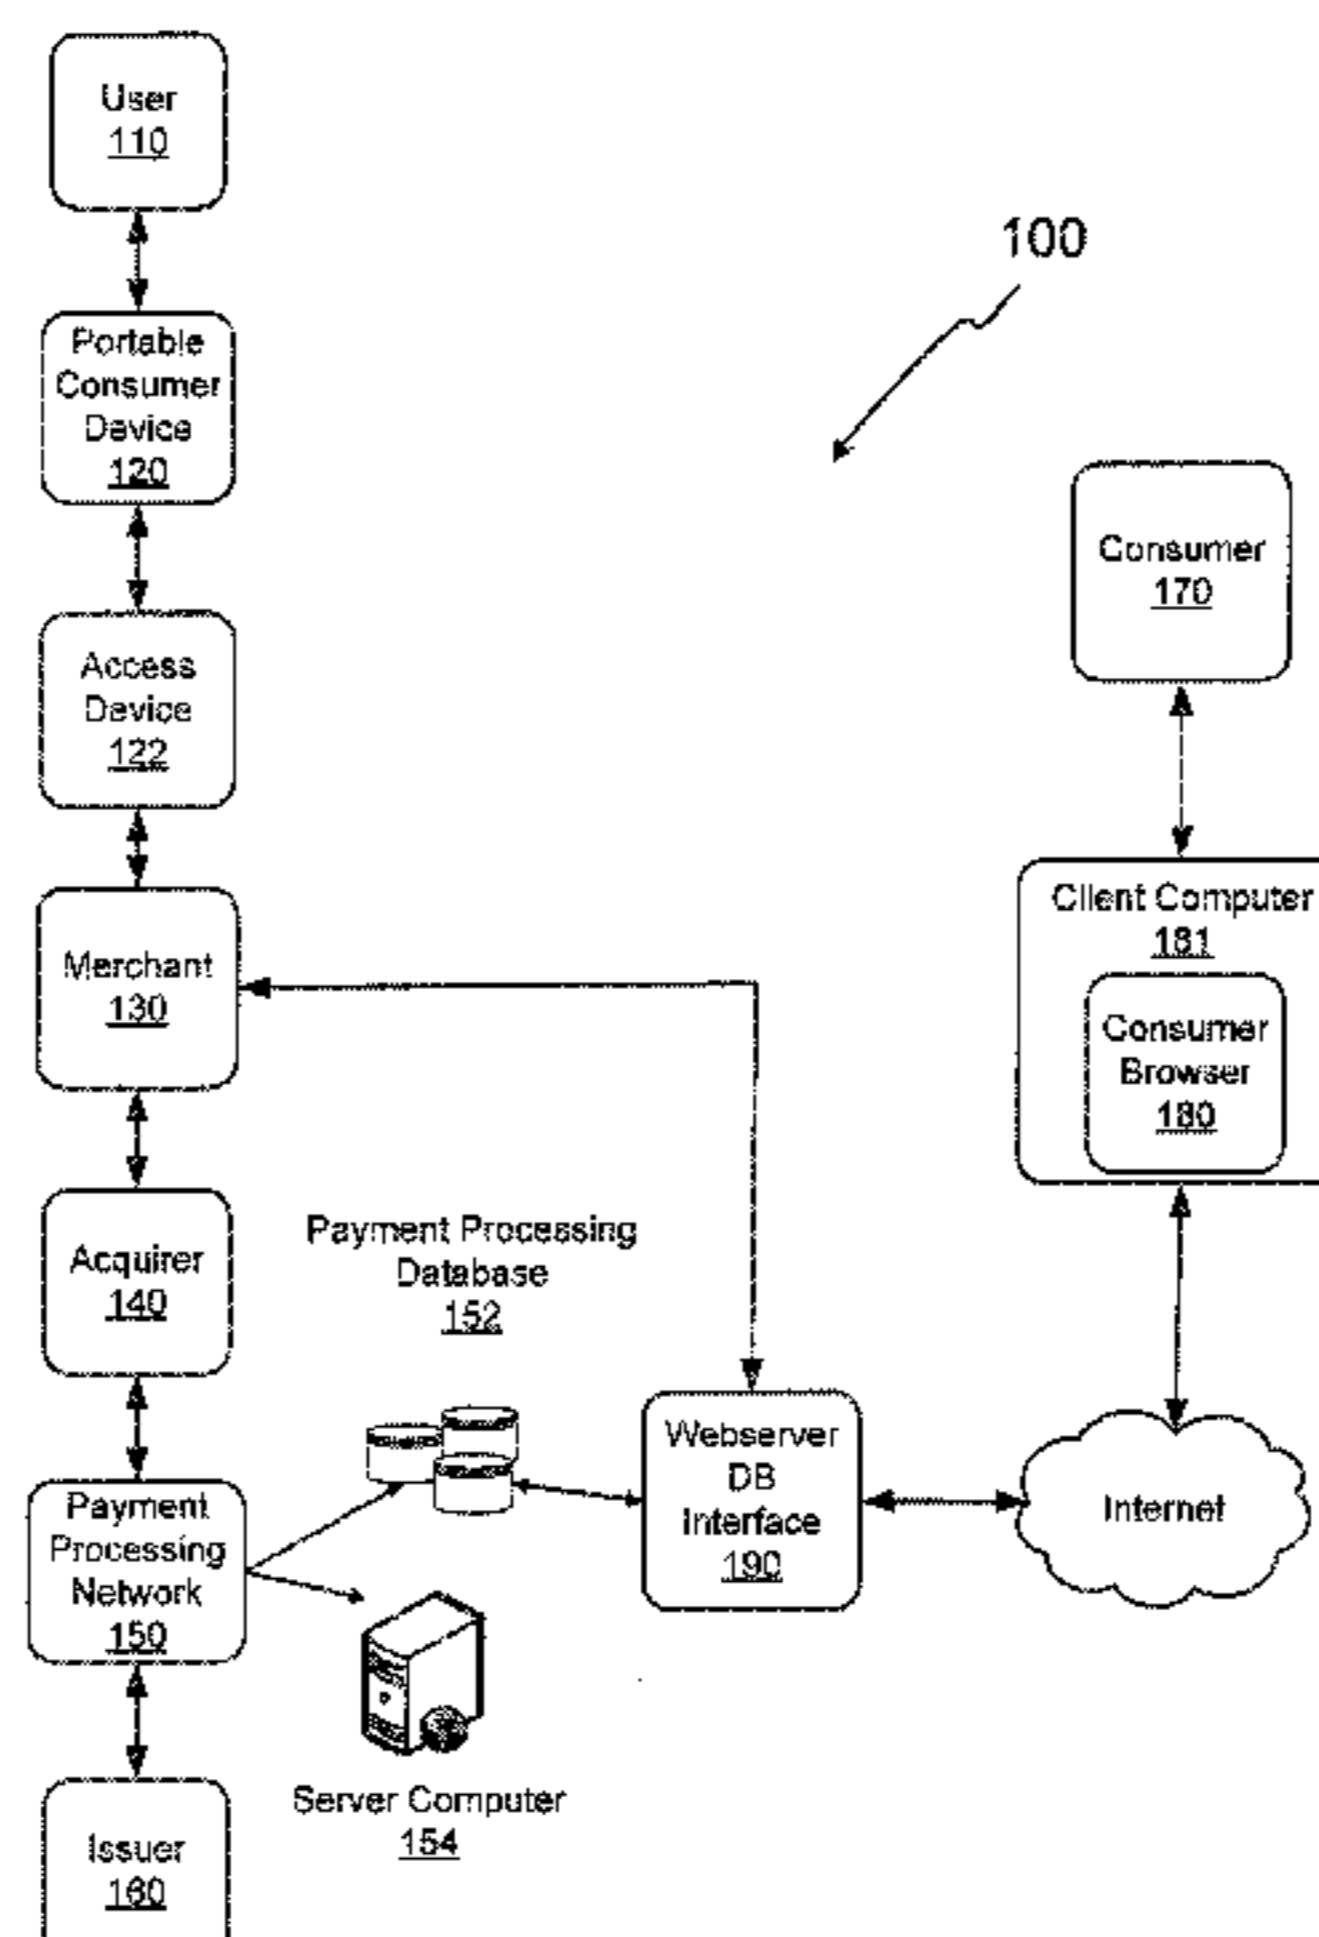 User
110
100
Portable
Consumer
Device
120
Consumer
170
Access
Device
122
Client Computer
181
Merchant
130
Consumer
Browser
180
Payment Processing
Database
152
Acquirer
140
Webserver
DB
Interface
190
Internet
Payment
Processing
Network
150
Server Computer
154
Issuer
160